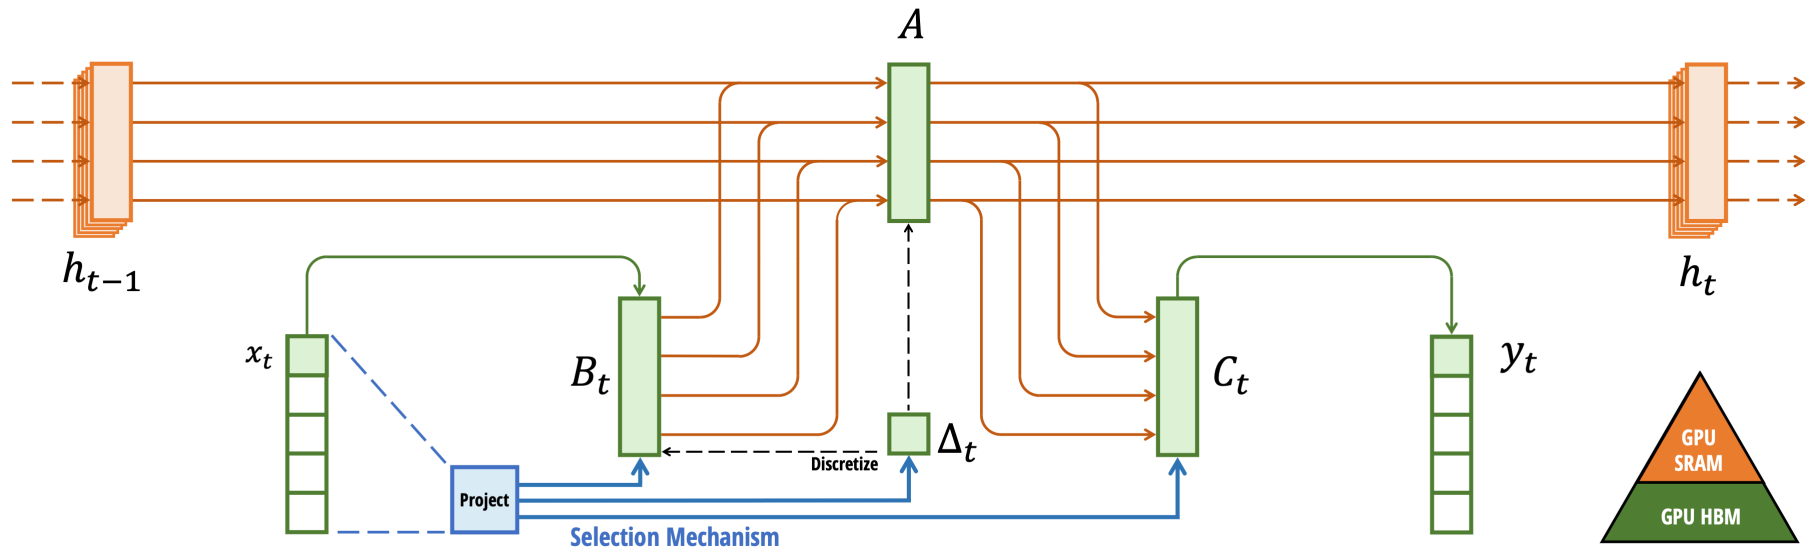 A
h_{t-1}
h_t
x_t
B_t
C_t
y_t
Δ_t
Discretize
Project
Selection Mechanism
GPU
SRAM
GPU HBM